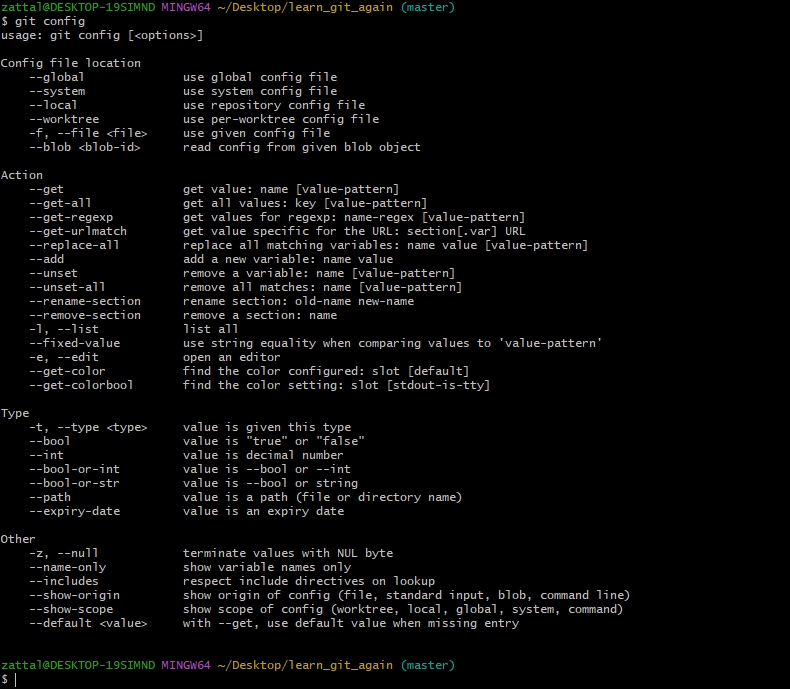 zattal@DESKTOP-19SIMND MINGW64 ~/Desktop/learn_git_again (master)
$ git config
usage: git config [<options>]

Config file location
    --global              use global config file
    --system              use system config file
    --local               use repository config file
    --worktree            use per-worktree config file
    -f, --file <file>     use given config file
    --blob <blob-id>      read config from given blob object

Action
    --get                 get value: name [value-pattern]
    --get-all             get all values: key [value-pattern]
    --get-regexp          get values for regexp: name-regex [value-pattern]
    --get-urlmatch        get value specific for the URL: section[.var] URL
    --replace-all         replace all matching variables: name value [value-pattern]
    --add                 add a new variable: name value
    --unset               remove a variable: name [value-pattern]
    --unset-all           remove all matches: name [value-pattern]
    --rename-section      rename section: old-name new-name
    --remove-section      remove a section: name
    -l, --list            list all
    --fixed-value         use string equality when comparing values to 'value-pattern'
    -e, --edit            open an editor
    --get-color           find the color configured: slot [default]
    --get-colorbool       find the color setting: slot [stdout-is-tty]

Type
    -t, --type <type>     value is given this type
    --bool                value is "true" or "false"
    --int                 value is decimal number
    --bool-or-int         value is --bool or --int
    --bool-or-str         value is --bool or string
    --path                value is a path (file or directory name)
    --expiry-date         value is an expiry date

Other
    -z, --null            terminate values with NUL byte
    --name-only           show variable names only
    --includes            respect include directives on lookup
    --show-origin         show origin of config (file, standard input, blob, command line)
    --show-scope          show scope of config (worktree, local, global, system, command)
    --default <value>     with --get, use default value when missing entry

zattal@DESKTOP-19SIMND MINGW64 ~/Desktop/learn_git_again (master)
$